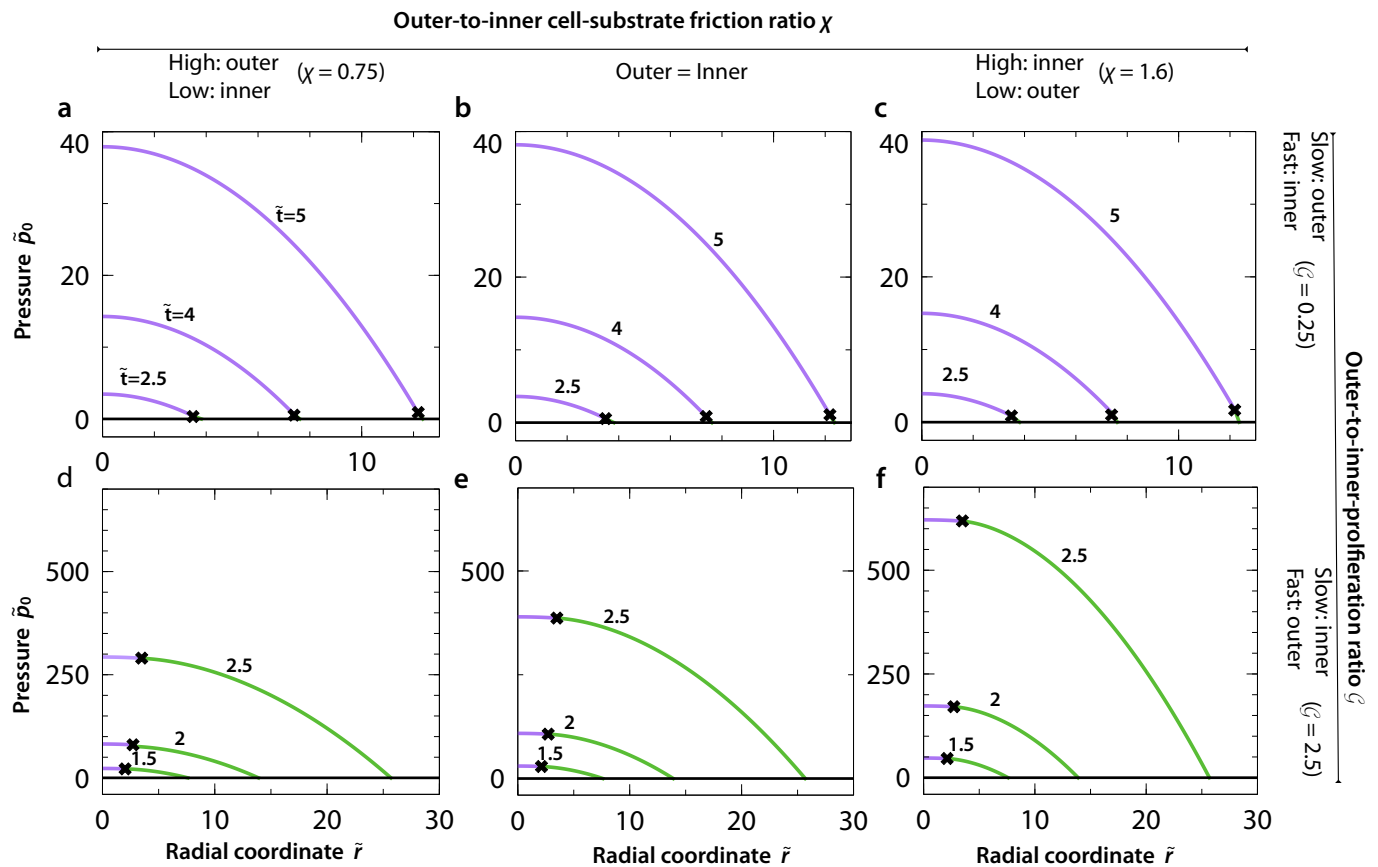 Outer-to-inner cell-substrate friction ratio χ
High: outer
Low: inner
(χ = 0.75)
Outer = Inner
High: inner
Low: outer
(χ = 1.6)
a
b
c
40
20
0
0
10
Pressure p̃₀
t̃=5
t̃=4
t̃=2.5
40
20
0
0
10
5
4
2.5
40
20
0
0
10
5
4
2.5
Slow: outer
Fast: inner
(𝒢 = 0.25)
d
e
f
500
250
0
0
10
20
30
Pressure p̃₀
Radial coordinate r̃
2.5
2
1.5
500
0
0
10
20
30
Radial coordinate r̃
2.5
2
1.5
500
250
0
0
10
20
30
Radial coordinate r̃
2.5
2
1.5
Slow: inner
Fast: outer
(𝒢 = 2.5)
Outer-to-inner-prolfieration ratio 𝒢